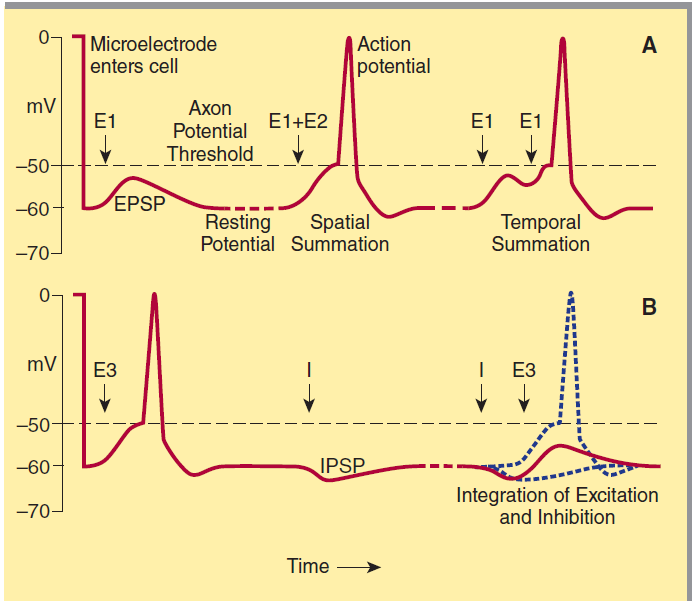 A
0
Microelectrode
enters cell
Action
potential
mV
E1
Axon
Potential
Threshold
E1+E2
E1
E1
–50
EPSP
–60
Resting
Potential
Spatial
Summation
Temporal
Summation
–70
B
0
mV
E3
I
I
E3
–50
–60
IPSP
–70
Integration of Excitation
and Inhibition
Time